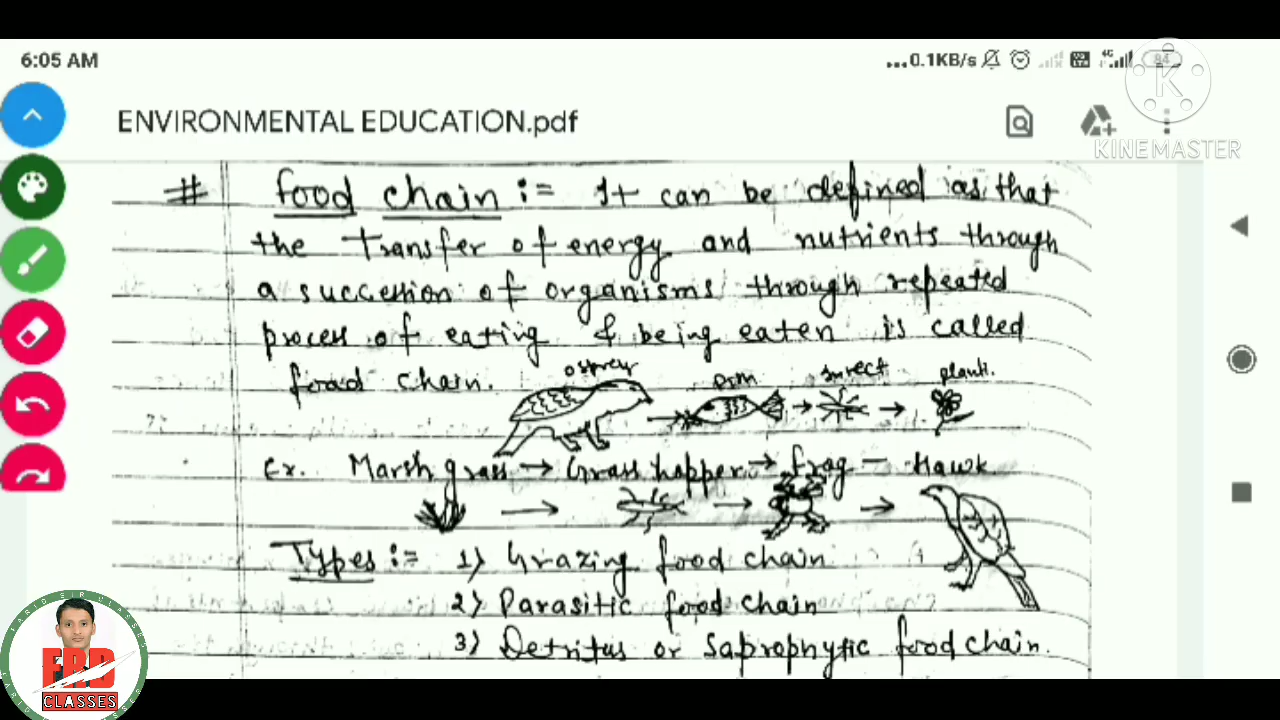 6:05 AM
...0.1KB/s 4G 84
KINEMASTER
ENVIRONMENTAL EDUCATION.pdf
# food chain := It can be defined as that
the Transfer of energy and nutrients through
a succession of organisms through repeated
process of eating & being eaten is called
food chain.
osprey insect plant.
Ex. Marsh grass → Grass hopper → frog - Hawk
Types := 1) Grazing food chain
2) Parasitic food chain
3) Detritus or Saprophytic food chain.
FRD
CLASSES